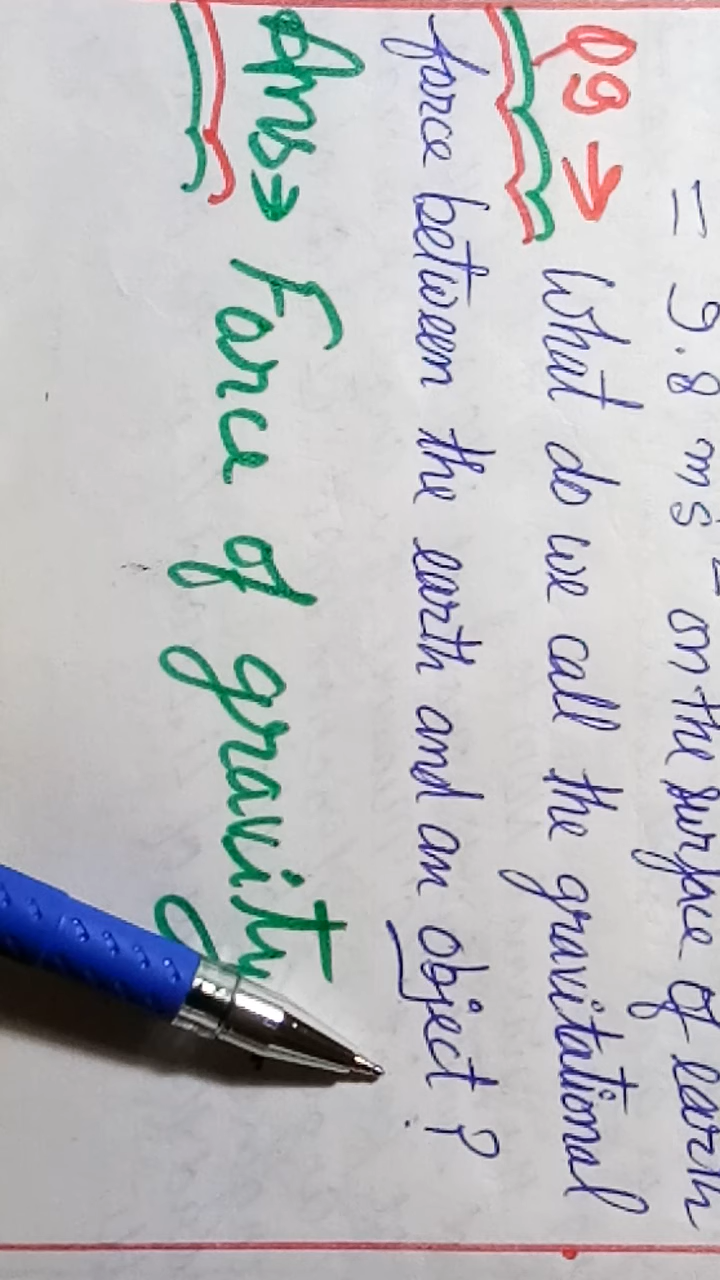 = 9.8 ms⁻ on the surface of earth
Q9 → What do we call the gravitational
force between the earth and an object ?
Ans → Force of gravity